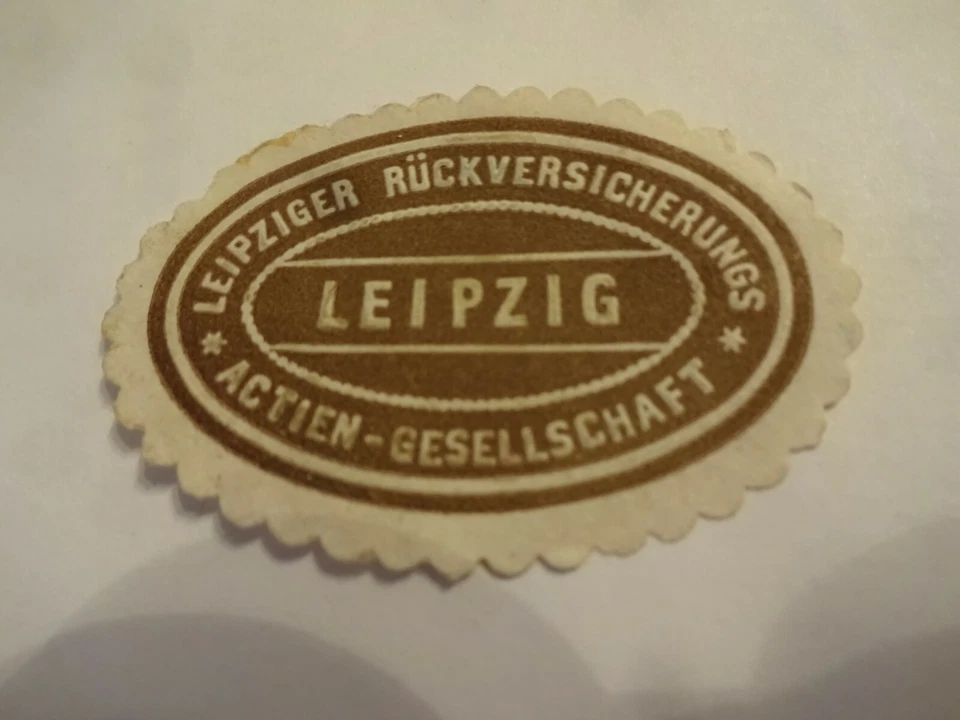 LEIPZIGER RÜCKVERSICHERUNGS
LEIPZIG
* ACTIEN-GESELLSCHAFT *